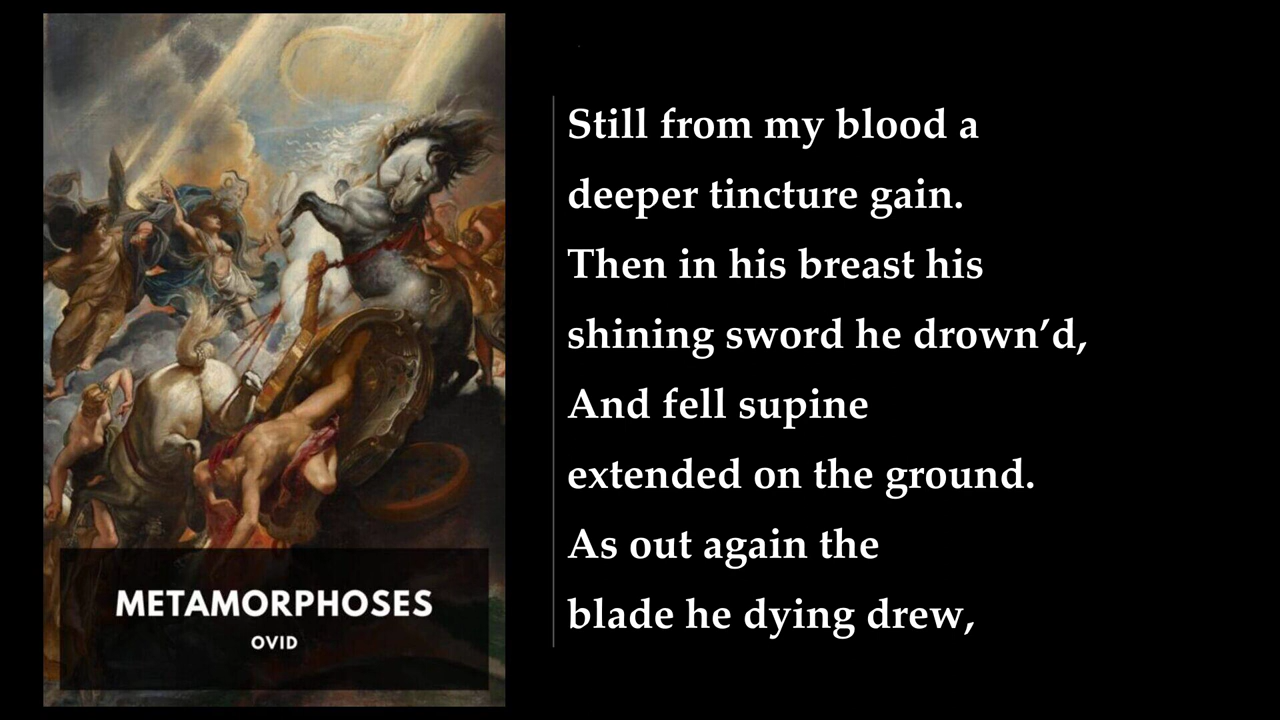 METAMORPHOSES
OVID
Still from my blood a
deeper tincture gain.
Then in his breast his
shining sword he drown’d,
And fell supine
extended on the ground.
As out again the
blade he dying drew,